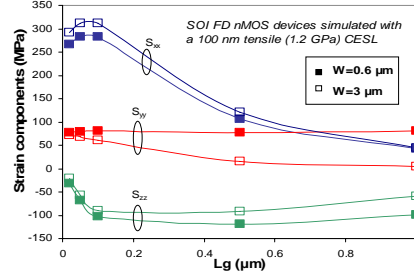 SOI FD nMOS devices simulated with
a 100 nm tensile (1.2 GPa) CESL
W=0.6 µm
W=3 µm
Sxx
Syy
Szz
Strain components (MPa)
350
300
250
200
150
100
50
0
-50
-100
-150
0 0.2 0.4 0.6 0.8 1
Lg (µm)